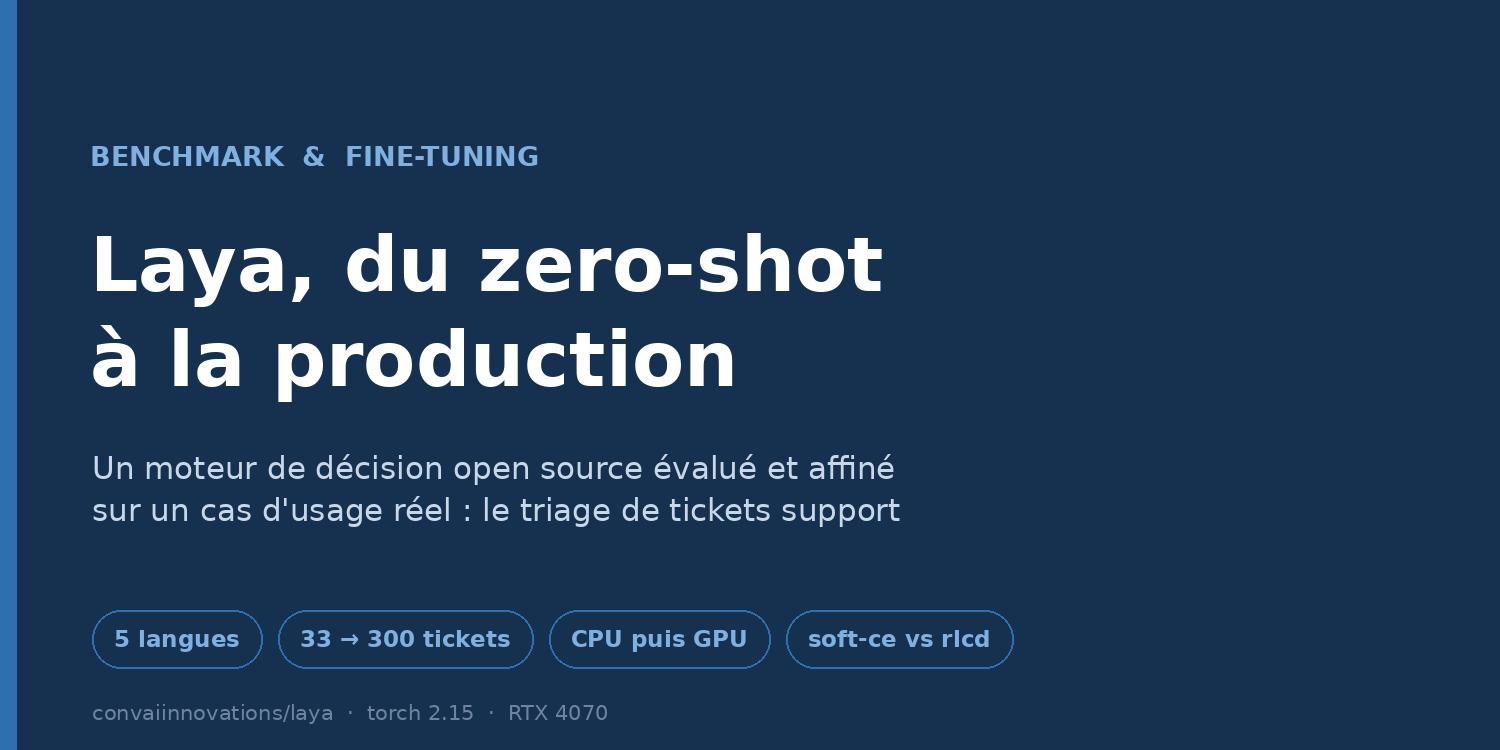 BENCHMARK & FINE-TUNING
Laya, du zero-shot
à la production
Un moteur de décision open source évalué et affiné
sur un cas d'usage réel : le triage de tickets support
5 langues
33 → 300 tickets
CPU puis GPU
soft-ce vs rlcd
convaiinnovations/laya · torch 2.15 · RTX 4070